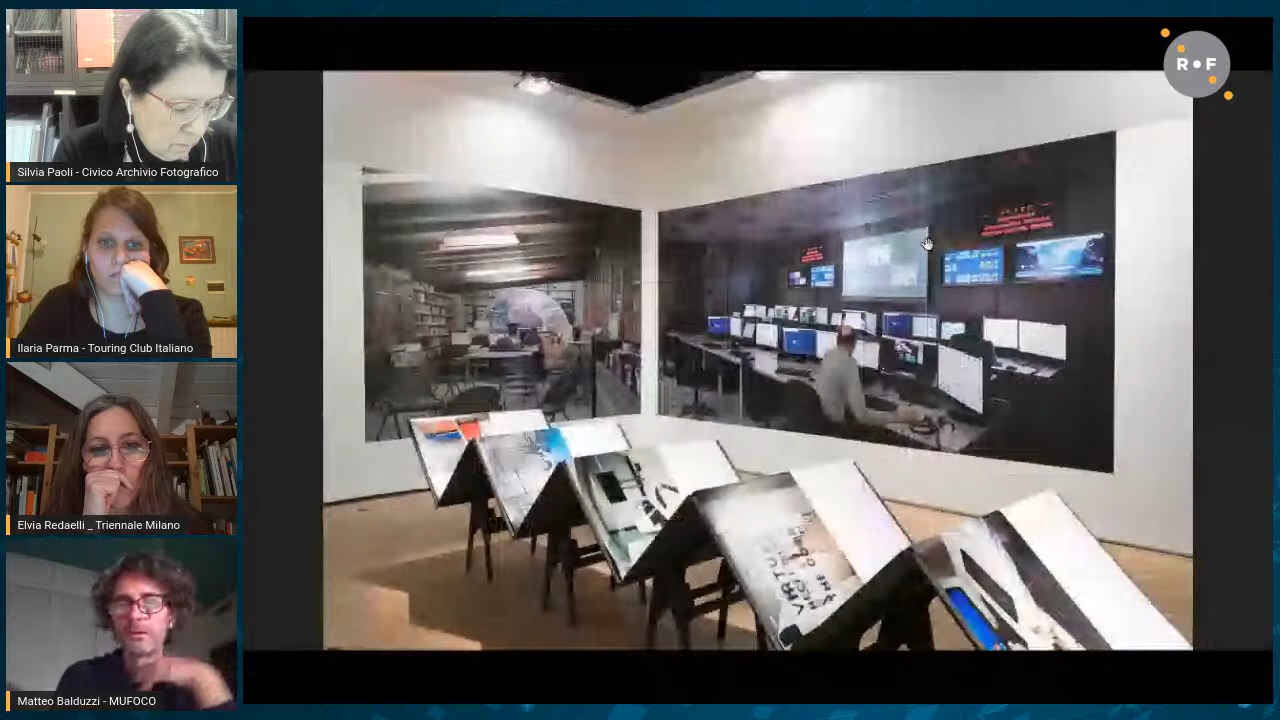 Silvia Paoli - Civico Archivio Fotografico
Ilaria Parma - Touring Club Italiano
Elvia Redaelli _ Triennale Milano
Matteo Balduzzi - MUFOCO
R•F